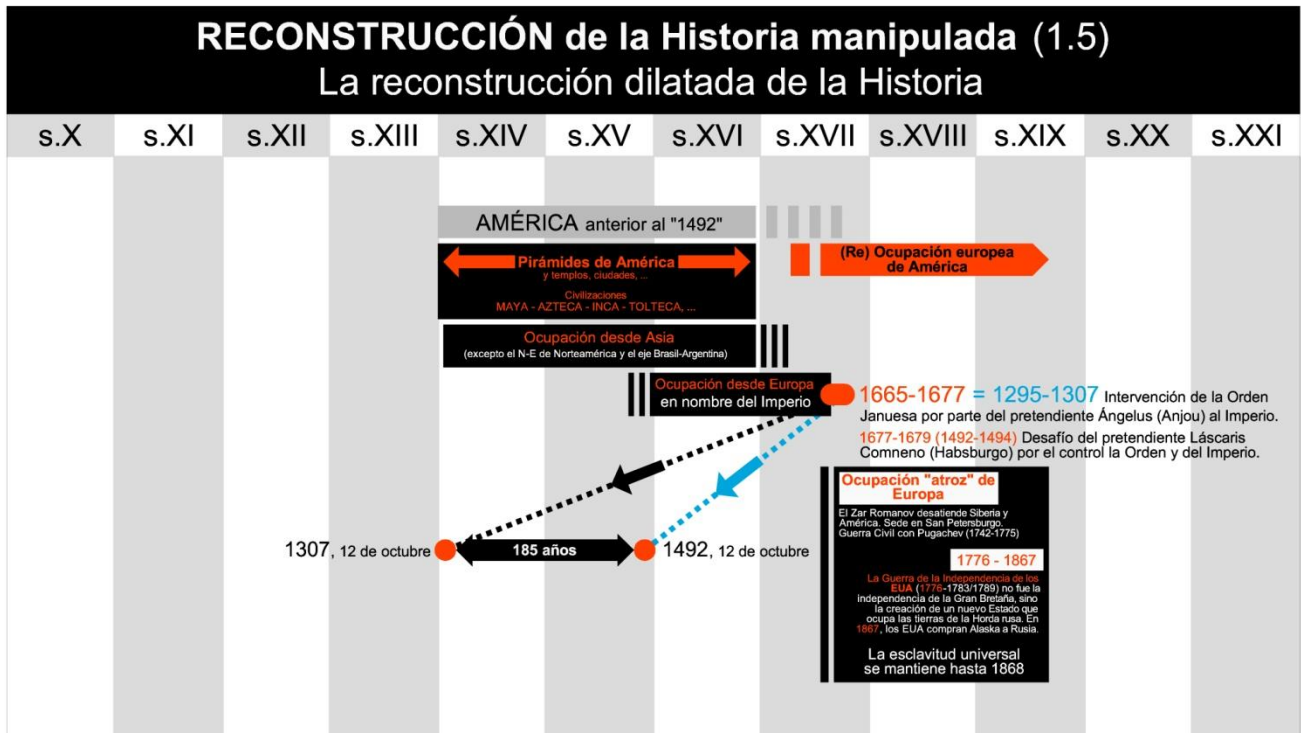 RECONSTRUCCIÓN de la Historia manipulada (1.5)
La reconstrucción dilatada de la Historia
s.X s.XI s.XII s.XIII s.XIV s.XV s.XVI s.XVII s.XVIII s.XIX s.XX s.XXI
AMÉRICA anterior al "1492"
Pirámides de América
y templos, ciudades, ...
Civilizaciones
MAYA - AZTECA - INCA - TOLTECA, ...
(Re) Ocupación europea
de América
Ocupación desde Asia
(excepto el N-E de Norteamérica y el eje Brasil-Argentina)
Ocupación desde Europa
en nombre del Imperio
1665-1677 = 1295-1307 Intervención de la Orden
Januesa por parte del pretendiente Ángelus (Anjou) al Imperio.
1677-1679 (1492-1494) Desafío del pretendiente Láscaris
Comneno (Habsburgo) por el control la Orden y del Imperio.
1307, 12 de octubre
185 años
1492, 12 de octubre
Ocupación "atroz" de
Europa
El Zar Romanov desatiende Siberia y
América. Sede en San Petersburgo.
Guerra Civil con Pugachev (1742-1775)
1776 - 1867
La Guerra de la Independencia de los
EUA (1776-1783/1789) no fue la
independencia de la Gran Bretaña, sino
la creación de un nuevo Estado que
ocupa las tierras de la Horda rusa. En
1867, los EUA compran Alaska a Rusia.
La esclavitud universal
se mantiene hasta 1868